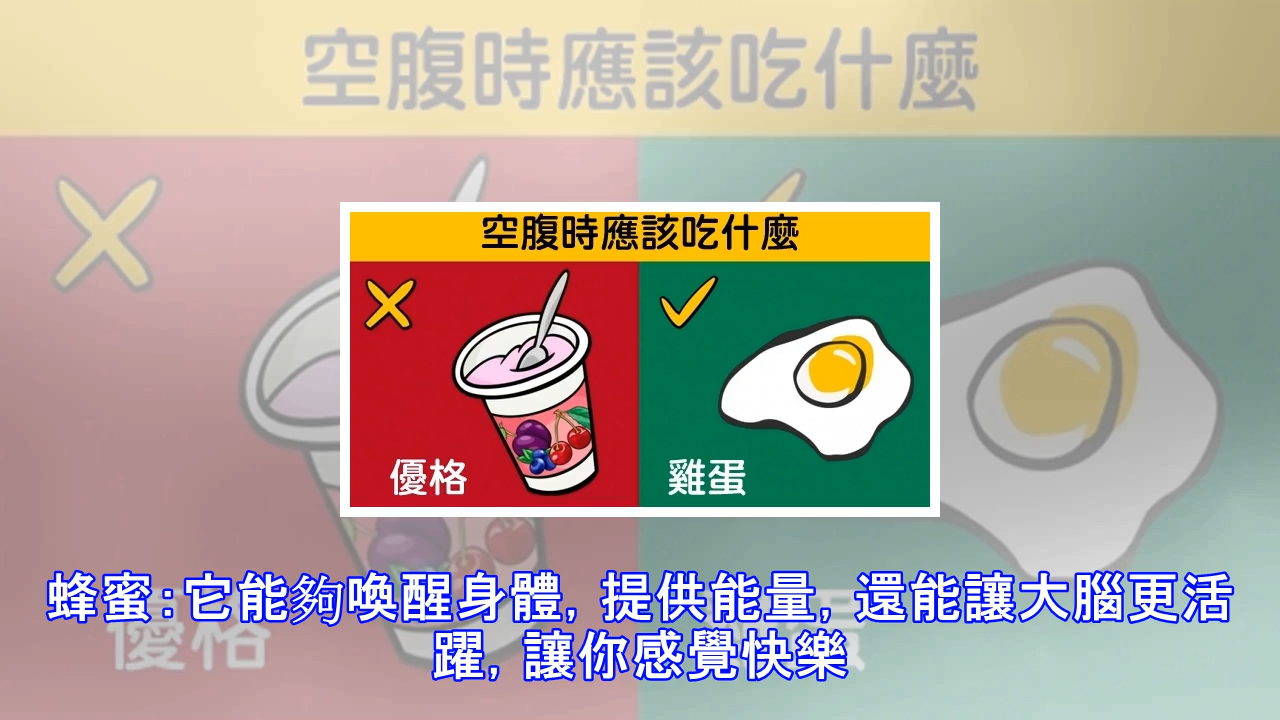 空腹時應該吃什麼
空腹時應該吃什麼
優格
雞蛋
優格
蛋
蜂蜜:它能夠喚醒身體, 提供能量, 還能讓大腦更活
躍, 讓你感覺快樂